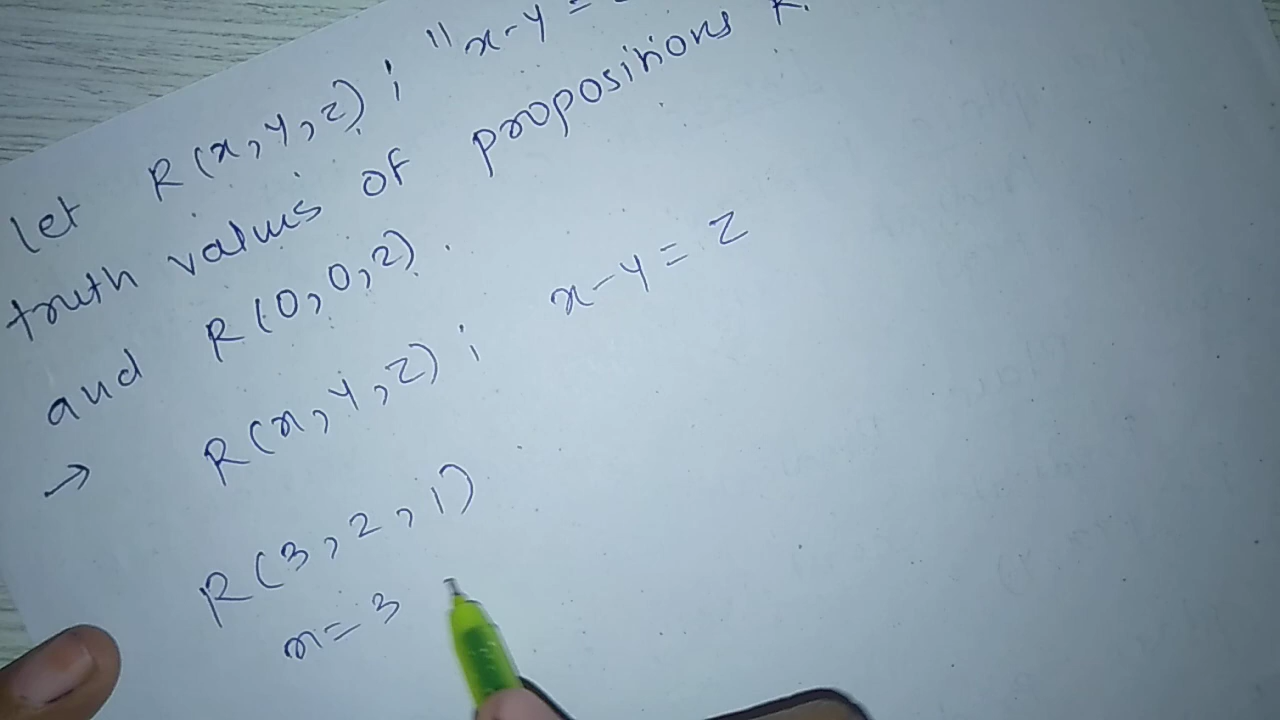 let R(x,y,z) ; "x-y =
truth values of propositions R
and R(0,0,2).
→ R(x,y,z) ; x-y = z
R(3,2,1)
x = 3